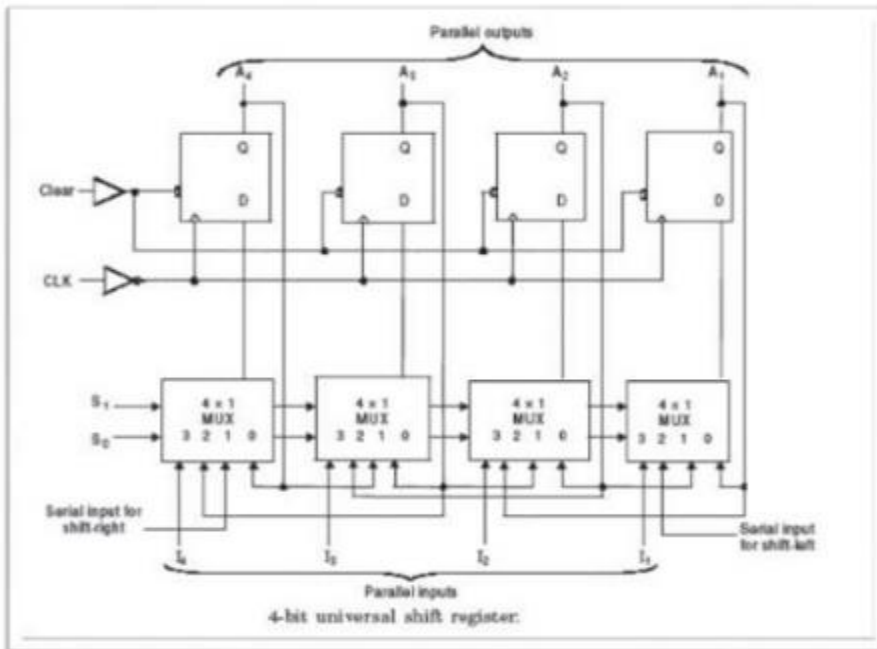 Parallel outputs
A₄ A₃ A₂ A₁
Q Q Q Q
Clear
D D D D
CLK
4 × 1 4 × 1 4 × 1 4 × 1
S₁ MUX MUX MUX MUX
S₀ 3 2 1 0 3 2 1 0 3 2 1 0 3 2 1 0
Serial input for
shift-right
Serial input
for shift-left
I₄ I₃ I₂ I₁
Parallel inputs
4-bit universal shift register.